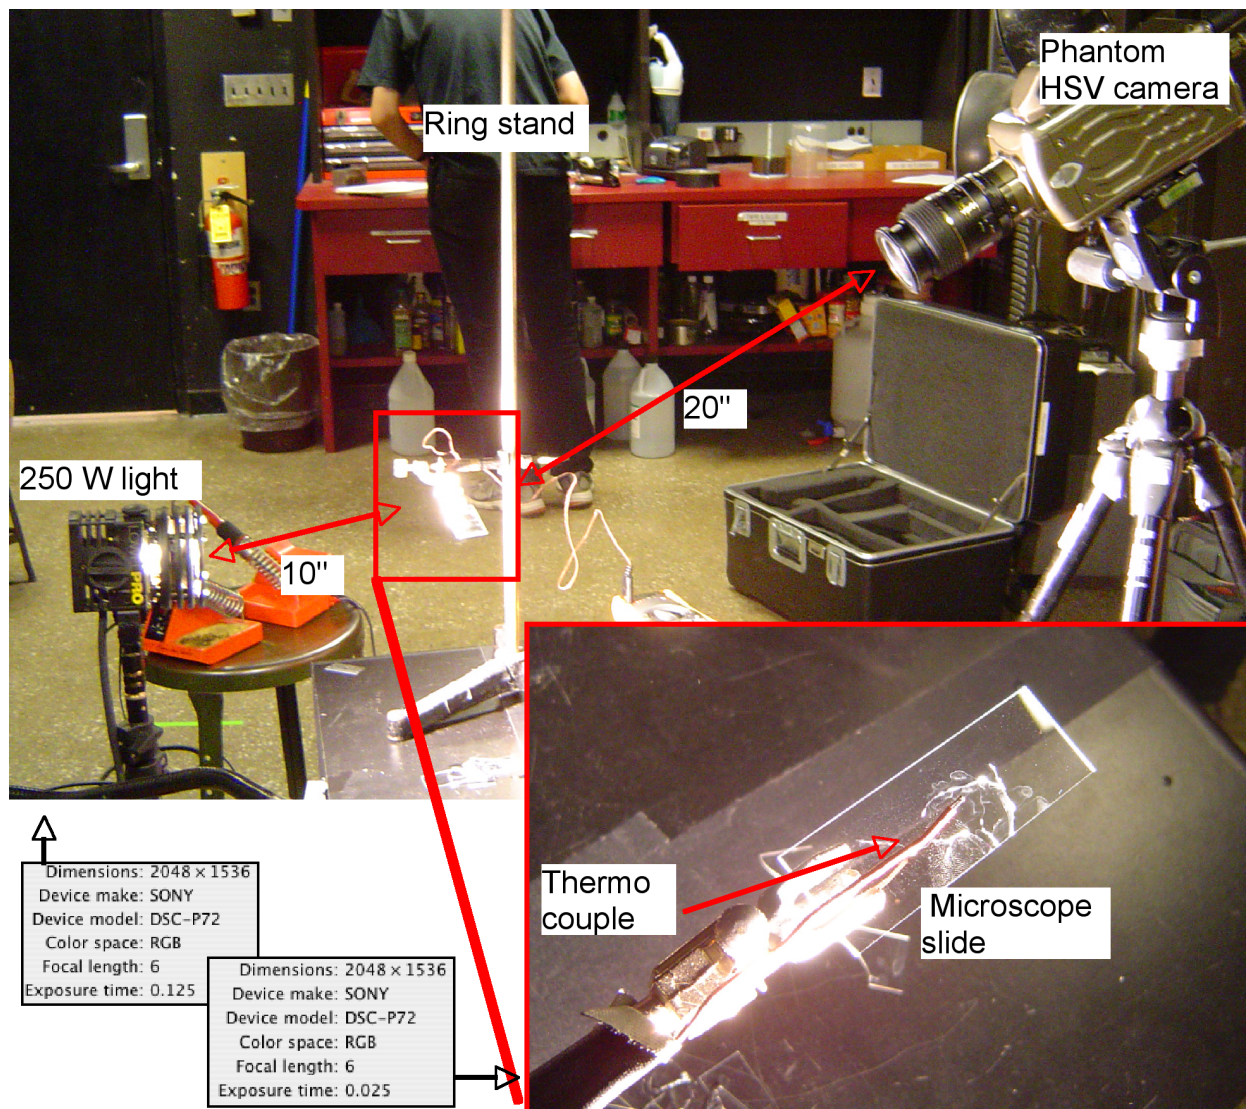 Phantom
HSV camera
Ring stand
20"
250 W light
10"
PRO
Thermo
couple
Microscope
slide
Dimensions: 2048 × 1536
Device make: SONY
Device model: DSC-P72
Color space: RGB
Focal length: 6
Exposure time: 0.125
Dimensions: 2048 × 1536
Device make: SONY
Device model: DSC-P72
Color space: RGB
Focal length: 6
Exposure time: 0.025